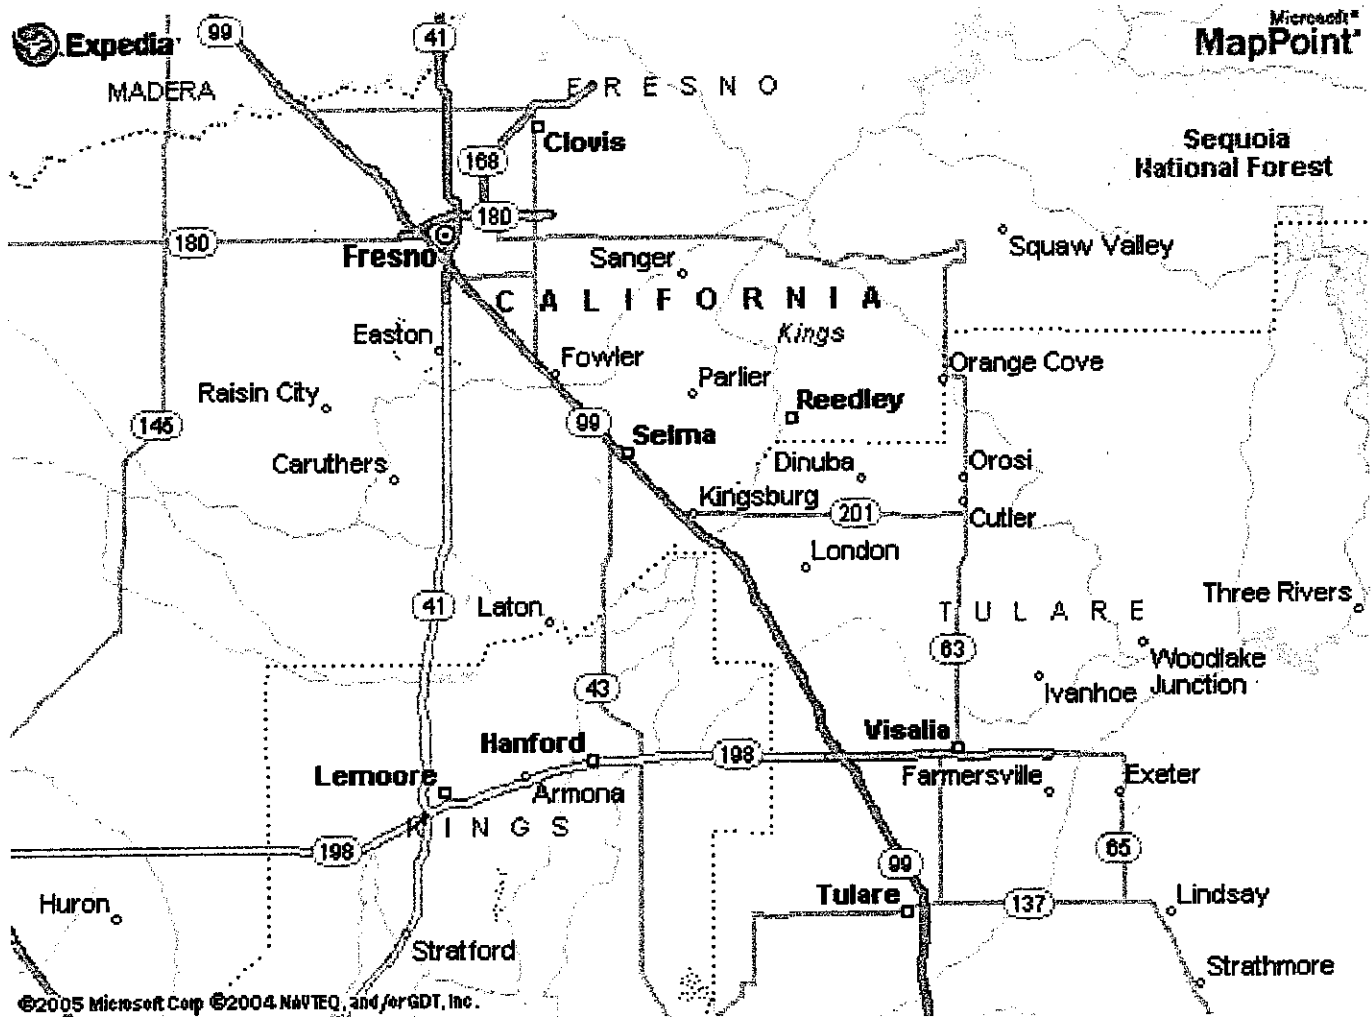 99
41
Microsoft®
Expedia
MapPoint®
MADERA
FRESNO
Clovis
Sequoia
National Forest
168
180
180
Squaw Valley
Fresno
Sanger
CALIFORNIA
Kings
Easton
Fowler
Orange Cove
Parlier
Raisin City
Reedley
145
99
Selma
Caruthers
Dinuba
Orosi
Kingsburg
201
Cutler
London
Three Rivers
41
Laton
TULARE
63
Woodlake
Junction
Ivanhoe
43
Visalia
Hanford
198
Lemoore
Armona
Farmersville
Exeter
KINGS
198
65
99
Huron
Tulare
137
Lindsay
Stratford
Strathmore
©2005 Microsoft Corp ©2004 NAVTEQ, and/or GDT, Inc.